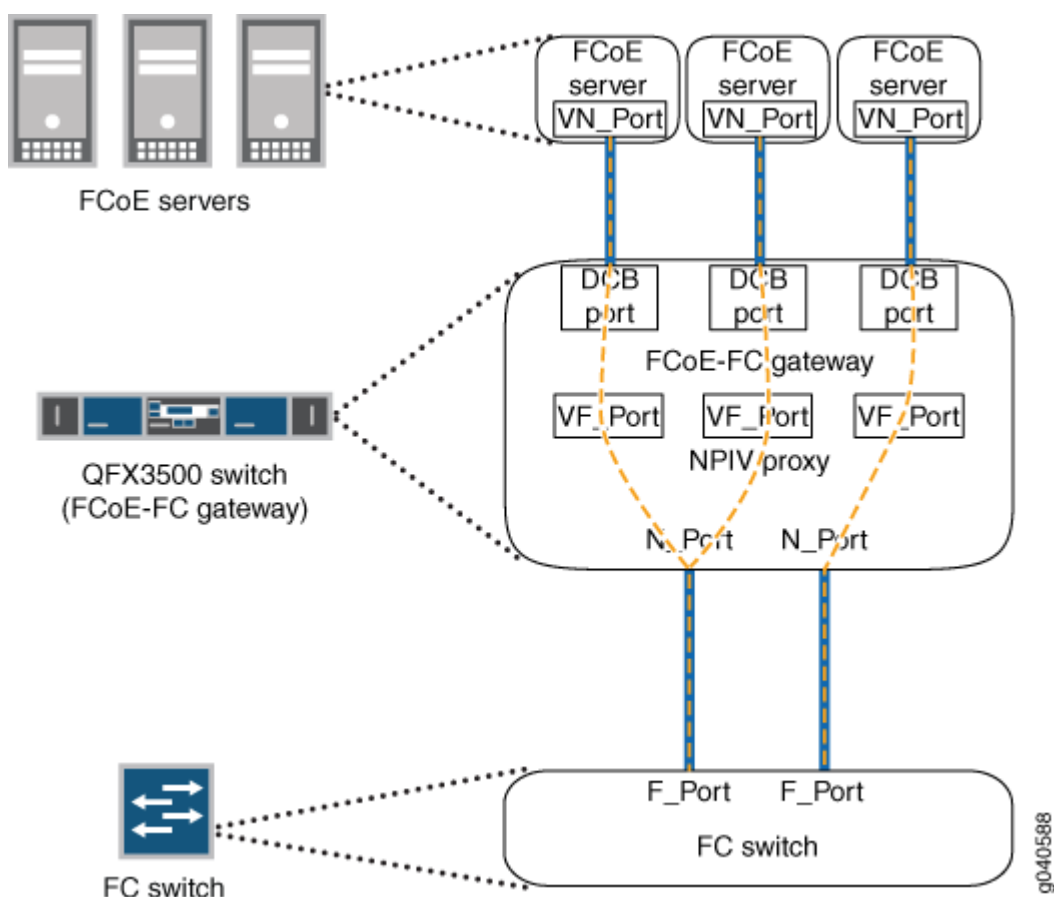 FCoE
server
VN_Port
FCoE
server
VN_Port
FCoE
server
VN_Port
FCoE servers
DCB
port
DCB
port
DCB
port
FCoE-FC gateway
VF_Port
VF_Port
VF_Port
NPIV proxy
QFX3500 switch
(FCoE-FC gateway)
N_Port
N_Port
F_Port
F_Port
FC switch
FC switch
g040588